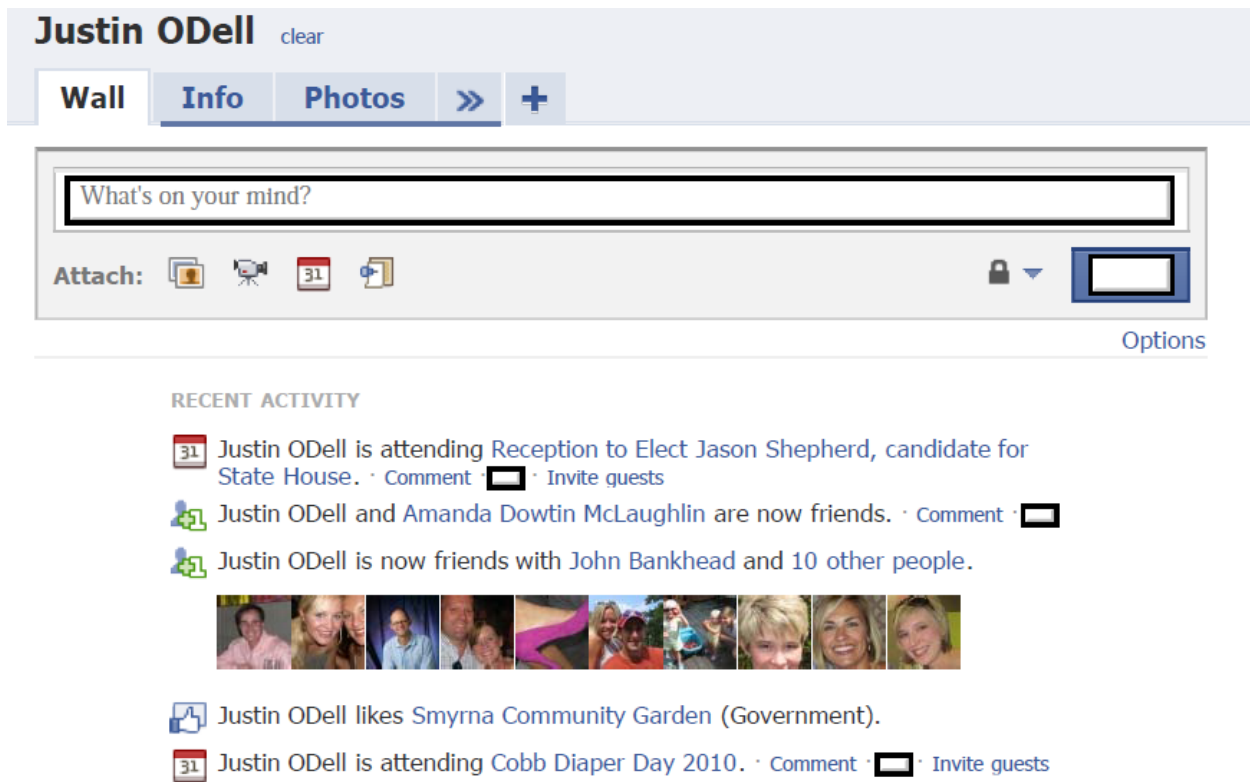 Justin ODell clear
Wall Info Photos » +
What's on your mind?
Attach: 31
Options
RECENT ACTIVITY
31 Justin ODell is attending Reception to Elect Jason Shepherd, candidate for
State House. · Comment · · Invite guests
Justin ODell and Amanda Dowtin McLaughlin are now friends. · Comment ·
Justin ODell is now friends with John Bankhead and 10 other people.
Justin ODell likes Smyrna Community Garden (Government).
31 Justin ODell is attending Cobb Diaper Day 2010. · Comment · · Invite guests